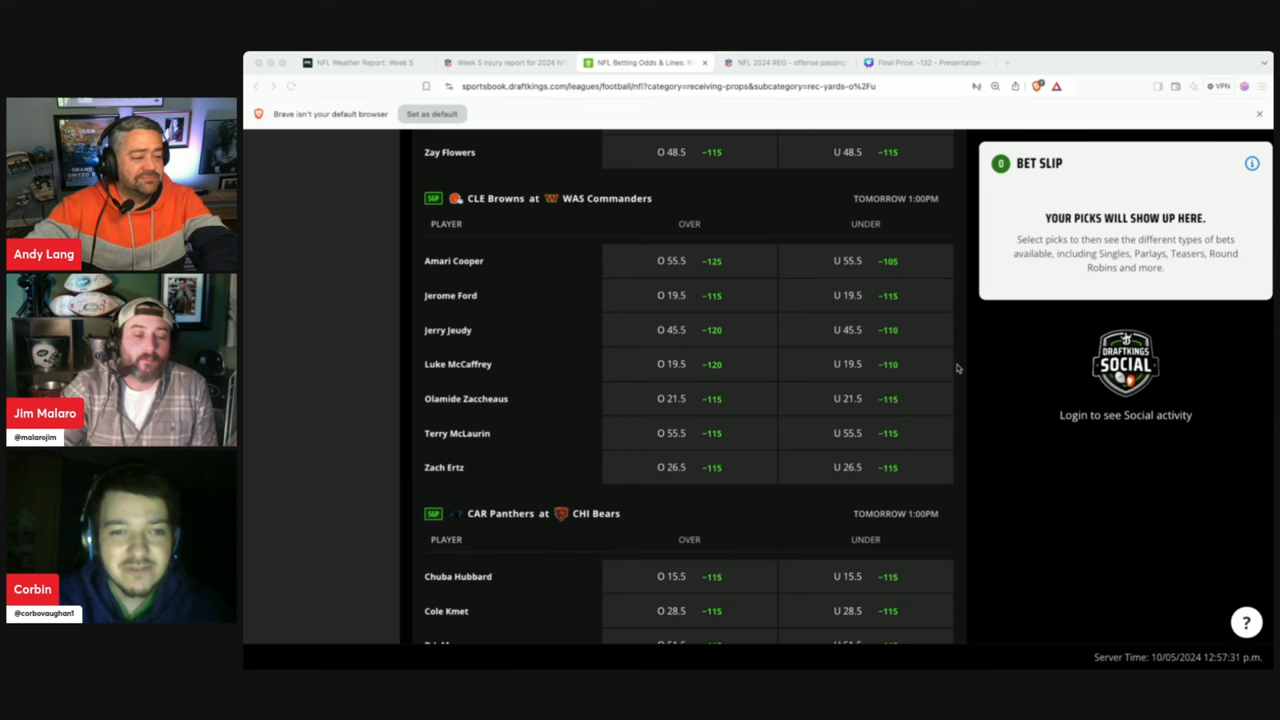 NFL Weather Report: Week 5
Week 5 injury report for 2024 N
NFL Betting Odds & Lines: R
NFL 2024 REG - offense passing
Final Price: -132 - Presentation -
sportsbook.draftkings.com/leagues/football/nfl?category=receiving-props&subcategory=rec-yards-o%2Fu
VPN
Brave isn't your default browser
Set as default
Andy Lang
Jim Malaro
@malarojim
Corbin
@corbovaughan1
Zay Flowers O 48.5 −115 U 48.5 −115
SGP CLE Browns at WAS Commanders TOMORROW 1:00PM
PLAYER OVER UNDER
Amari Cooper O 55.5 −125 U 55.5 −105
Jerome Ford O 19.5 −115 U 19.5 −115
Jerry Jeudy O 45.5 −120 U 45.5 −110
Luke McCaffrey O 19.5 −120 U 19.5 −110
Olamide Zaccheaus O 21.5 −115 U 21.5 −115
Terry McLaurin O 55.5 −115 U 55.5 −115
Zach Ertz O 26.5 −115 U 26.5 −115
SGP CAR Panthers at CHI Bears TOMORROW 1:00PM
PLAYER OVER UNDER
Chuba Hubbard O 15.5 −115 U 15.5 −115
Cole Kmet O 28.5 −115 U 28.5 −115
0 BET SLIP
YOUR PICKS WILL SHOW UP HERE.
Select picks to then see the different types of bets
available, including Singles, Parlays, Teasers, Round
Robins and more.
DRAFTKINGS
SOCIAL
Login to see Social activity
?
Server Time: 10/05/2024 12:57:31 p.m.